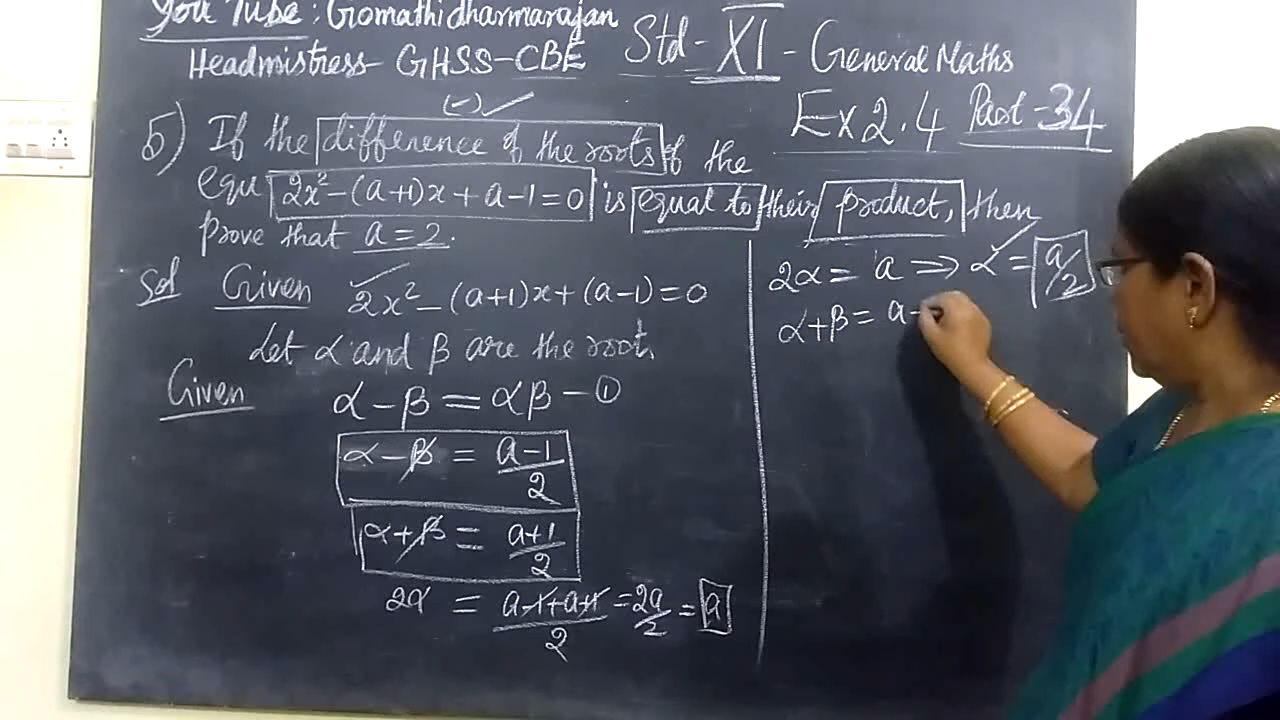 You Tube : Gomathidharmarajan
Headmistress - GHSS-CBE Std - XI - General Maths
(-) ✓
Ex 2.4 Part - 34
5) If the difference of the roots of the
equ 2x² - (a+1)x + a-1 = 0 is equal to their product, then
prove that a = 2.
Sol Given 2x² - (a+1)x + (a-1) = 0
Let α and β are the root
Given
α - β = αβ - ①
α - β = a-1/2
α + β = a+1/2
2α = a-1+a+1/2 = 2a/2 = a
2α = a ⇒ α = a/2
α + β = a+